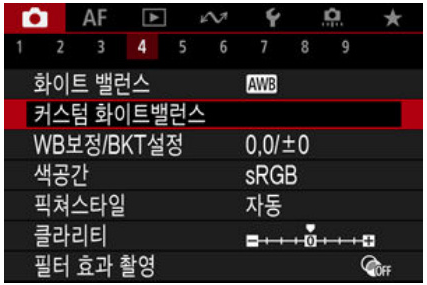 AF
1 2 3 4 5 6 7 8 9
화이트 밸런스 AWB
커스텀 화이트밸런스
WB보정/BKT설정 0,0/±0
색공간 sRGB
픽쳐스타일 자동
클라리티 0
필터 효과 촬영 OFF